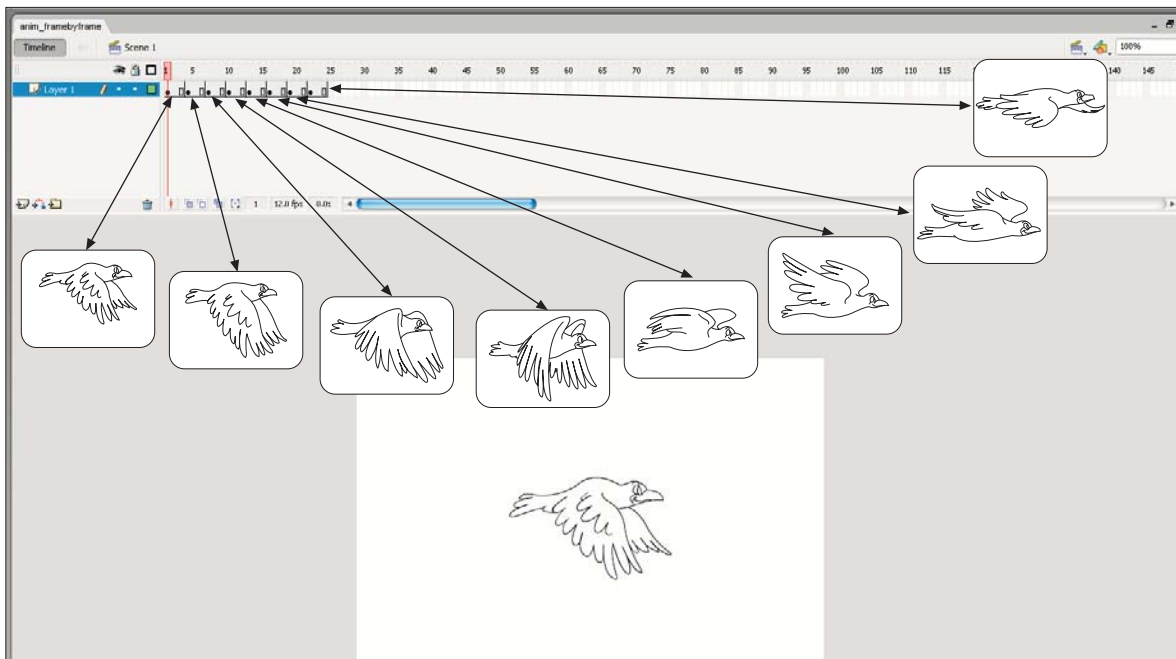 anim_framebyframe
Timeline Scene 1 100%
1 5 10 15 20 25 30 35 40 45 50 55 60 65 70 75 80 85 90 95 100 105 110 115 140 145
Layer 1
1 12.0 fps 0.0s